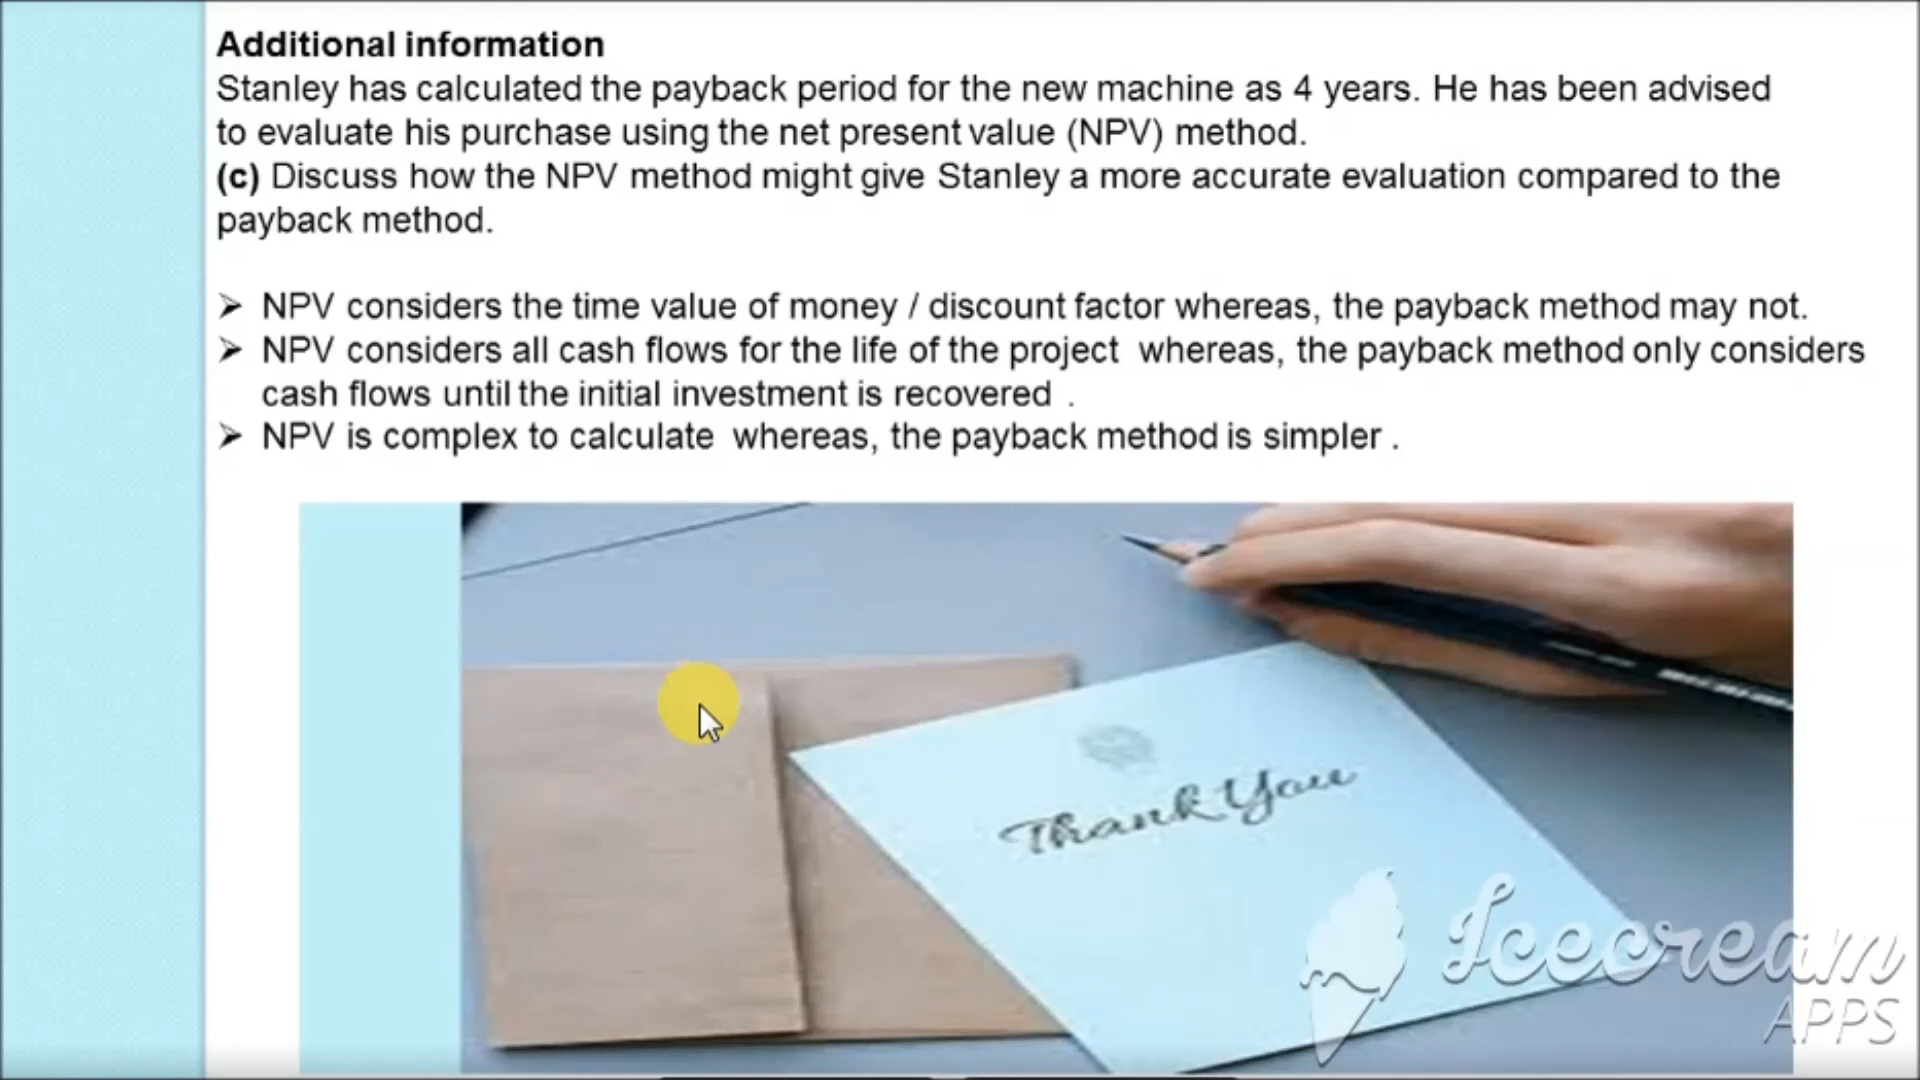 Additional information
Stanley has calculated the payback period for the new machine as 4 years. He has been advised
to evaluate his purchase using the net present value (NPV) method.
(c) Discuss how the NPV method might give Stanley a more accurate evaluation compared to the
payback method.
➢ NPV considers the time value of money / discount factor whereas, the payback method may not.
➢ NPV considers all cash flows for the life of the project whereas, the payback method only considers
cash flows until the initial investment is recovered .
➢ NPV is complex to calculate whereas, the payback method is simpler .
Thank You
Icecream
APPS